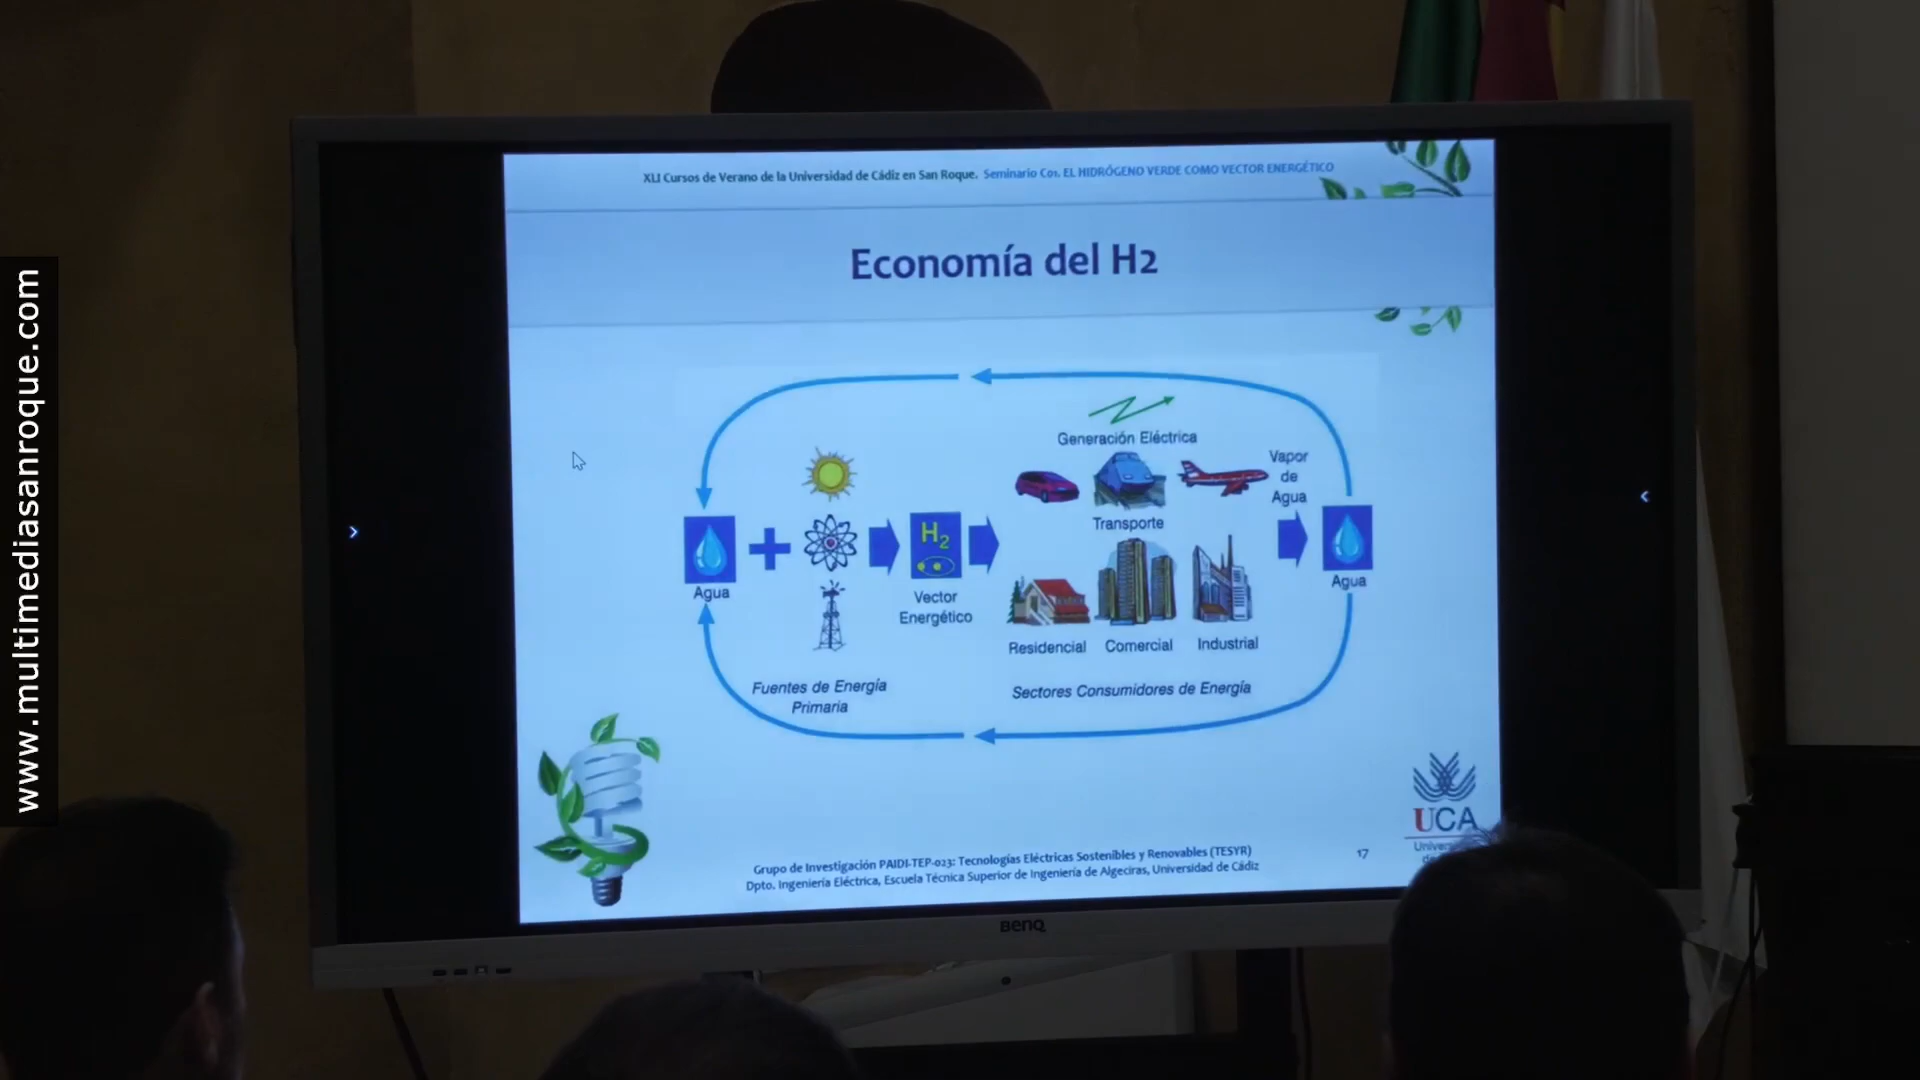 www.multimediasanroque.com
XLI Cursos de Verano de la Universidad de Cádiz en San Roque. Seminario C01. EL HIDRÓGENO VERDE COMO VECTOR ENERGÉTICO
Economía del H2
Generación Eléctrica
Vapor
de
Agua
Transporte
H2
Agua
Agua
Vector
Energético
Residencial
Comercial
Industrial
Fuentes de Energía
Primaria
Sectores Consumidores de Energía
UCA
Grupo de Investigación PAIDI-TEP-023: Tecnologías Eléctricas Sostenibles y Renovables (TESYR)
Dpto. Ingeniería Eléctrica, Escuela Técnica Superior de Ingeniería de Algeciras, Universidad de Cádiz
17
BenQ